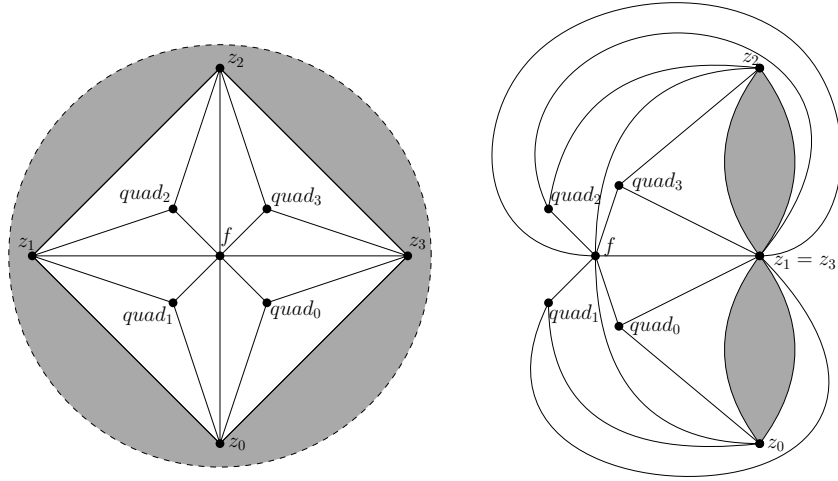 z₂
quad₂
quad₃
f
z₁
z₃
quad₁
quad₀
z₀
z₂
quad₂
quad₃
f
z₁ = z₃
quad₁
quad₀
z₀